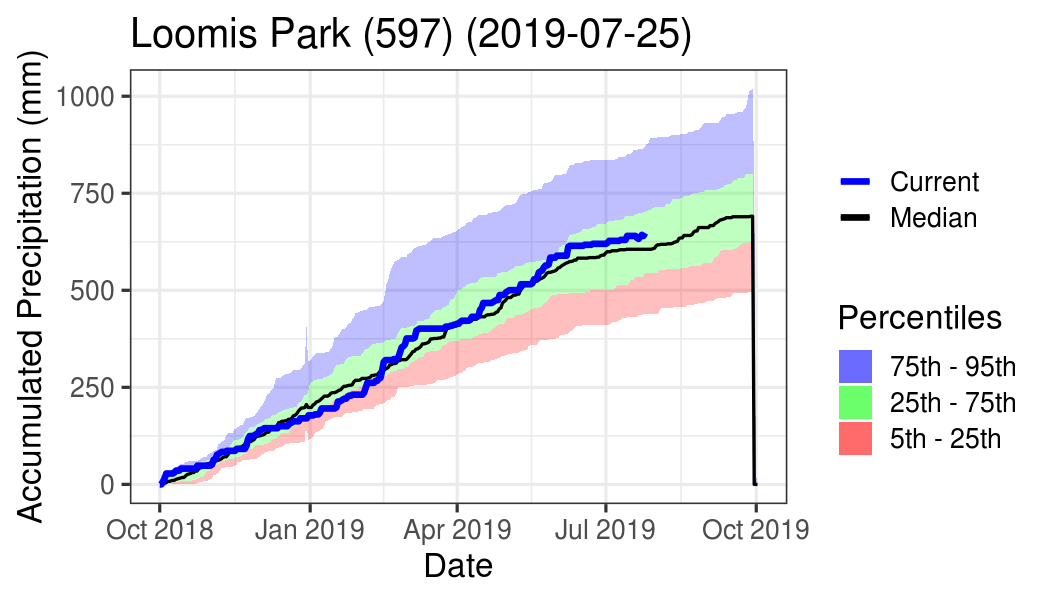 Loomis Park (597) (2019-07-25)
Accumulated Precipitation (mm)
1000
750
500
250
0
Oct 2018
Jan 2019
Apr 2019
Jul 2019
Oct 2019
Date
Current
Median
Percentiles
75th - 95th
25th - 75th
5th - 25th